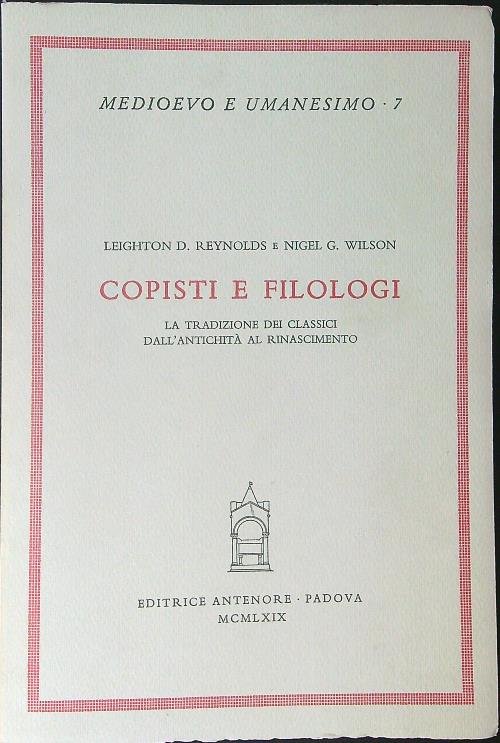 MEDIOEVO E UMANESIMO · 7
LEIGHTON D. REYNOLDS E NIGEL G. WILSON
COPISTI E FILOLOGI
LA TRADIZIONE DEI CLASSICI
DALL'ANTICHITÀ AL RINASCIMENTO
EDITRICE ANTENORE · PADOVA
MCMLXIX